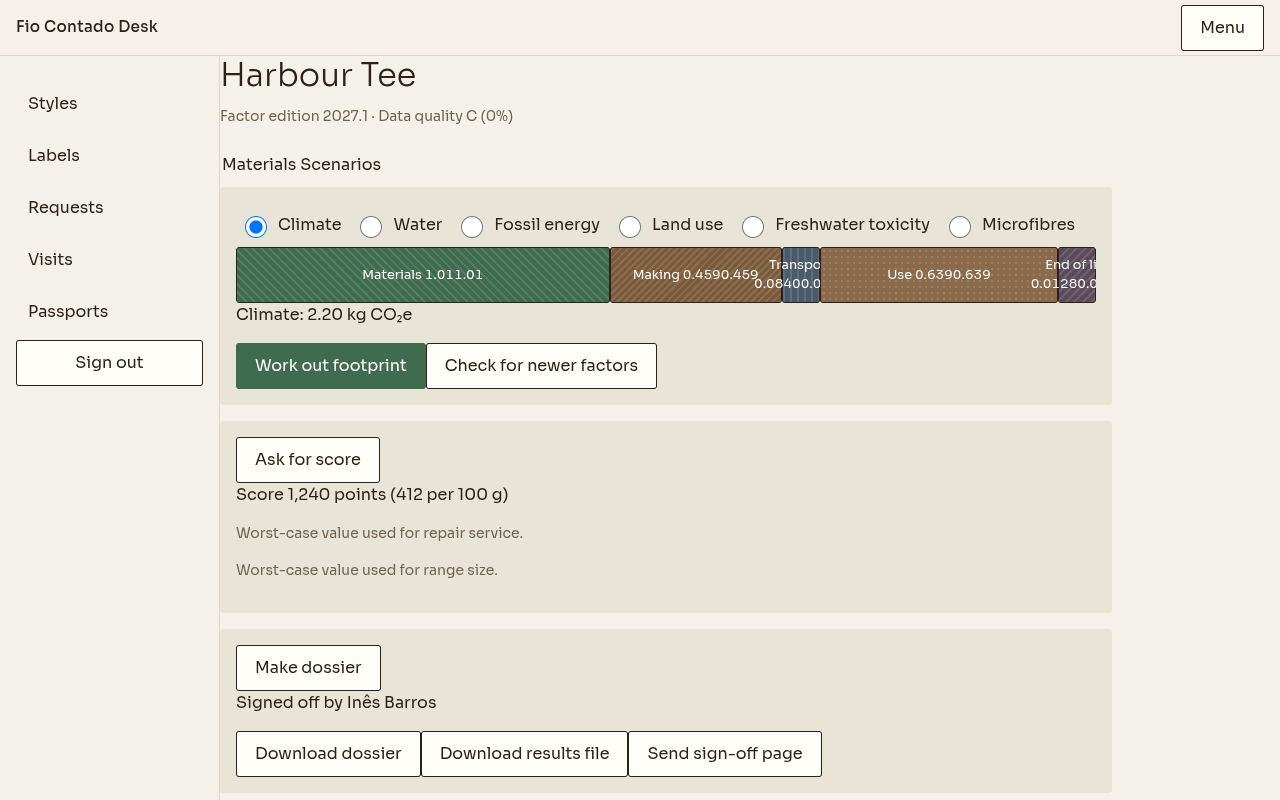 Fio Contado Desk
Menu
Styles
Labels
Requests
Visits
Passports
Sign out
Harbour Tee
Factor edition 2027.1 · Data quality C (0%)
Materials Scenarios
Climate Water Fossil energy Land use Freshwater toxicity Microfibres
Materials 1.011.01
Making 0.4590.459
Transpo
0.08400.0
Use 0.6390.639
End of li
0.01280.0
Climate: 2.20 kg CO₂e
Work out footprint
Check for newer factors
Ask for score
Score 1,240 points (412 per 100 g)
Worst-case value used for repair service.
Worst-case value used for range size.
Make dossier
Signed off by Inês Barros
Download dossier
Download results file
Send sign-off page